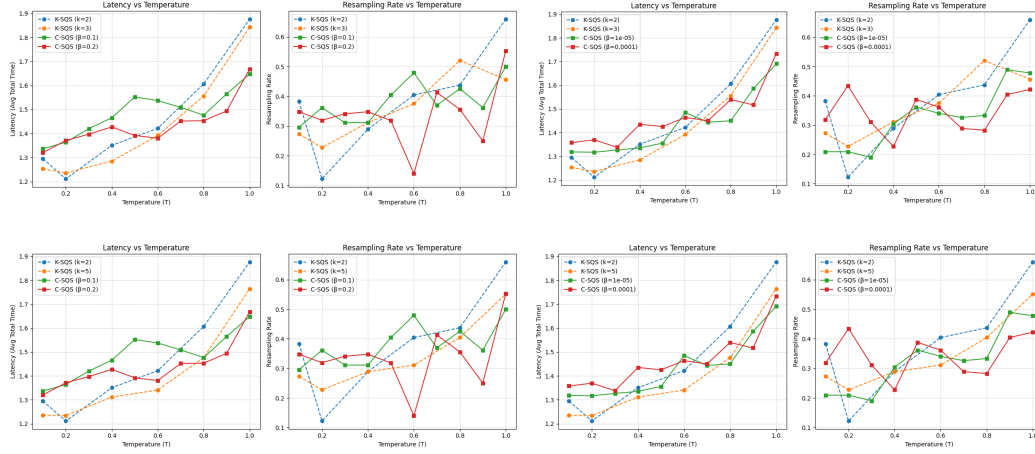 Latency vs Temperature
K-SQS (k=2)
K-SQS (k=3)
C-SQS (β=0.1)
C-SQS (β=0.2)
Latency (Avg Total Time)
1.9
1.8
1.7
1.6
1.5
1.4
1.3
1.2
0.2 0.4 0.6 0.8 1.0
Temperature (T)
Resampling Rate vs Temperature
K-SQS (k=2)
K-SQS (k=3)
C-SQS (β=0.1)
C-SQS (β=0.2)
Resampling Rate
0.6
0.5
0.4
0.3
0.2
0.1
0.2 0.4 0.6 0.8 1.0
Temperature (T)
Latency vs Temperature
K-SQS (k=2)
K-SQS (k=3)
C-SQS (β=1e-05)
C-SQS (β=0.0001)
Latency (Avg Total Time)
1.9
1.8
1.7
1.6
1.5
1.4
1.3
1.2
0.2 0.4 0.6 0.8 1.0
Temperature (T)
Resampling Rate vs Temperature
K-SQS (k=2)
K-SQS (k=3)
C-SQS (β=1e-05)
C-SQS (β=0.0001)
Resampling Rate
0.6
0.5
0.4
0.3
0.2
0.1
0.2 0.4 0.6 0.8 1.0
Temperature (T)
Latency vs Temperature
K-SQS (k=2)
K-SQS (k=5)
C-SQS (β=0.1)
C-SQS (β=0.2)
Latency (Avg Total Time)
1.9
1.8
1.7
1.6
1.5
1.4
1.3
1.2
0.2 0.4 0.6 0.8 1.0
Temperature (T)
Resampling Rate vs Temperature
K-SQS (k=2)
K-SQS (k=5)
C-SQS (β=0.1)
C-SQS (β=0.2)
Resampling Rate
0.6
0.5
0.4
0.3
0.2
0.1
0.2 0.4 0.6 0.8 1.0
Temperature (T)
Latency vs Temperature
K-SQS (k=2)
K-SQS (k=5)
C-SQS (β=1e-05)
C-SQS (β=0.0001)
Latency (Avg Total Time)
1.9
1.8
1.7
1.6
1.5
1.4
1.3
1.2
0.2 0.4 0.6 0.8 1.0
Temperature (T)
Resampling Rate vs Temperature
K-SQS (k=2)
K-SQS (k=5)
C-SQS (β=1e-05)
C-SQS (β=0.0001)
Resampling Rate
0.6
0.5
0.4
0.3
0.2
0.1
0.2 0.4 0.6 0.8 1.0
Temperature (T)